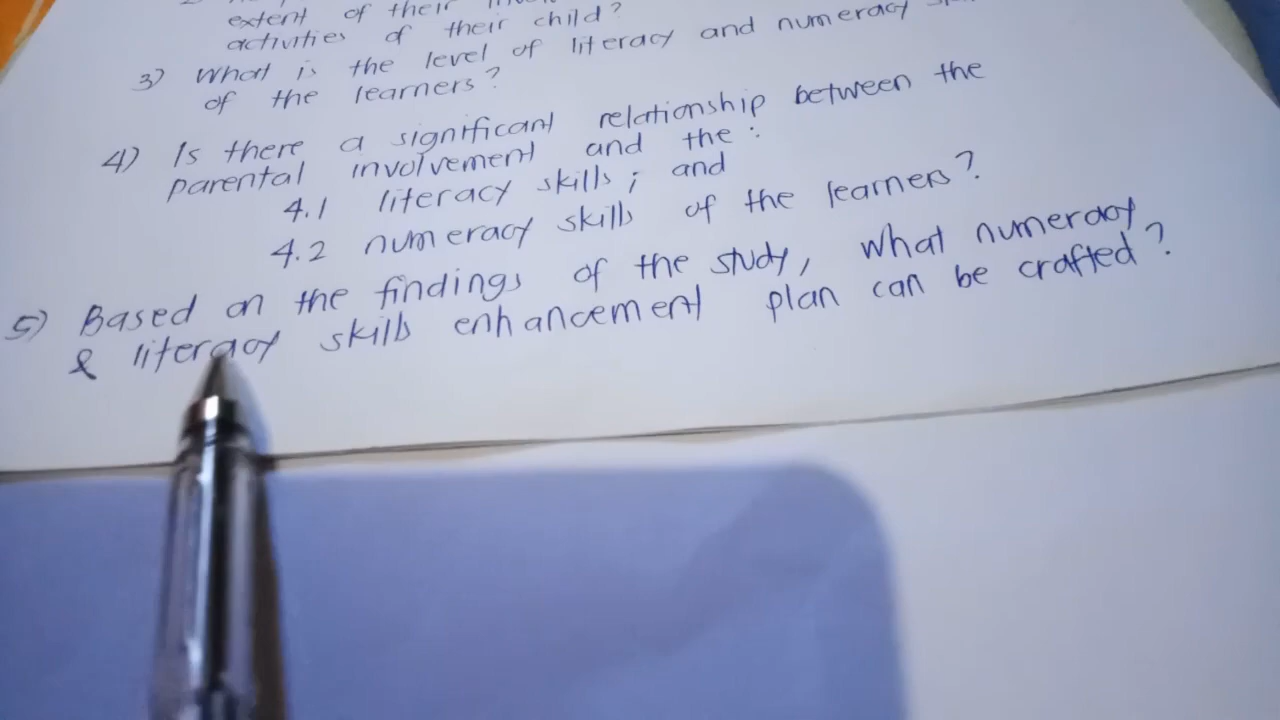 extent of their
activities of their child?
3) What is the level of literacy and numeracy
of the learners?
4) Is there a significant relationship between the
parental involvement and the :
4.1 literacy skills ; and
4.2 numeracy skills of the learners?
5) Based on the findings of the study, what numeracy
& literacy skills enhancement plan can be crafted?